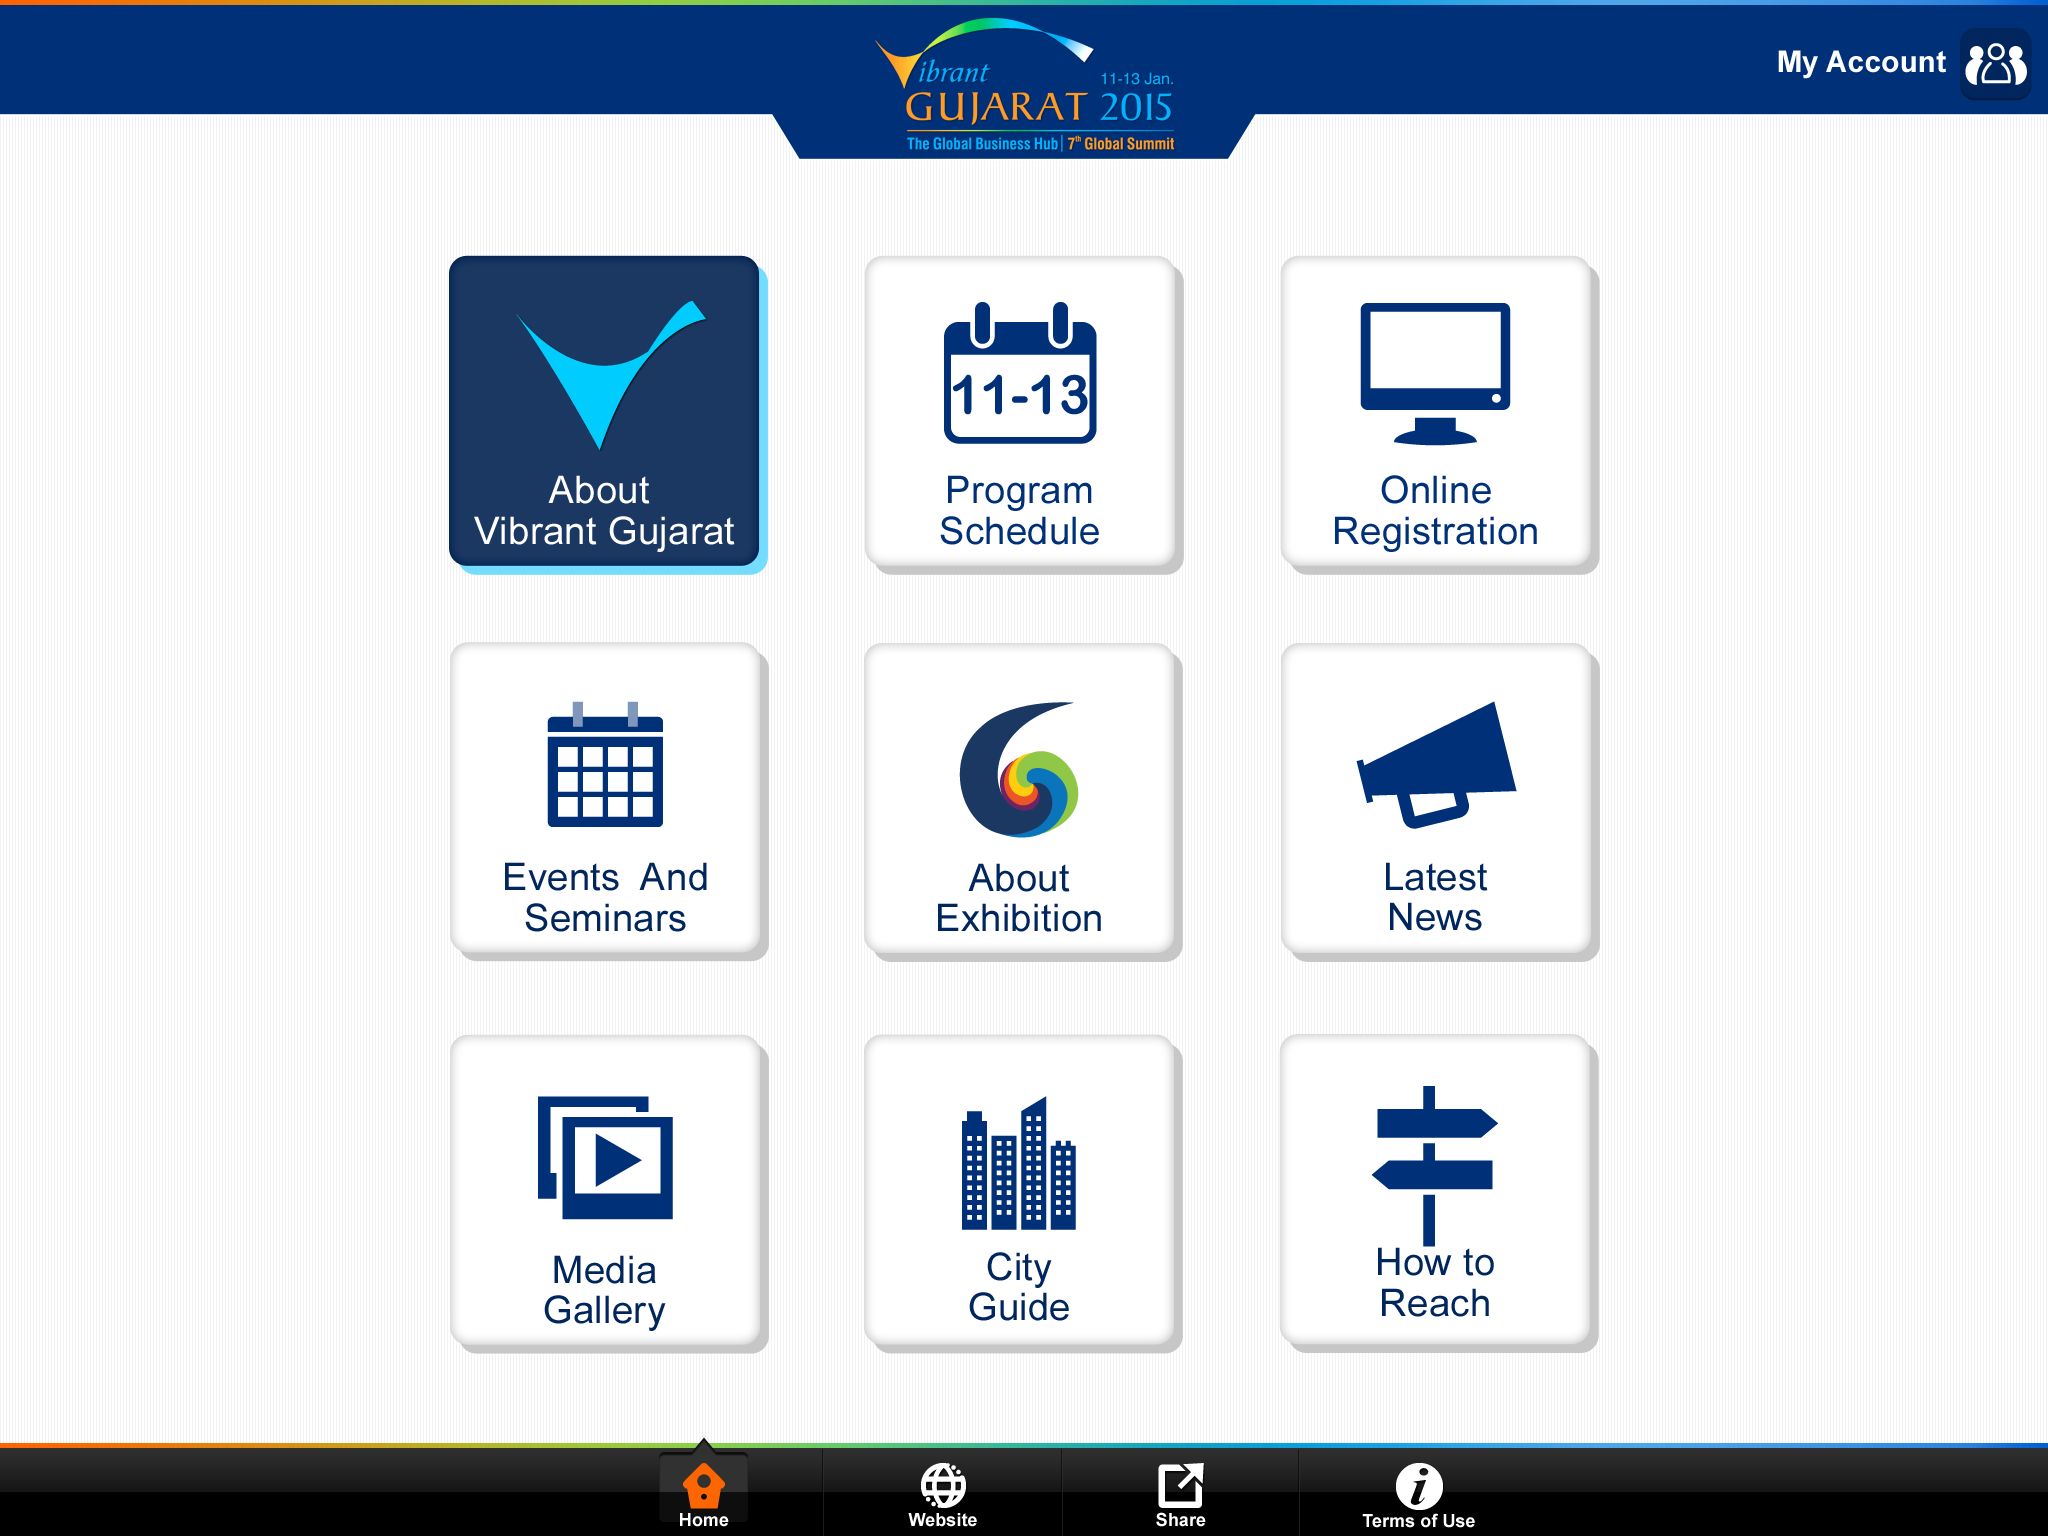 My Account
Vibrant
11-13 Jan.
GUJARAT 2015
The Global Business Hub| 7th Global Summit
About
Vibrant Gujarat
11-13
Program
Schedule
Online
Registration
Events And
Seminars
About
Exhibition
Latest
News
Media
Gallery
City
Guide
How to
Reach
Home
Website
Share
Terms of Use